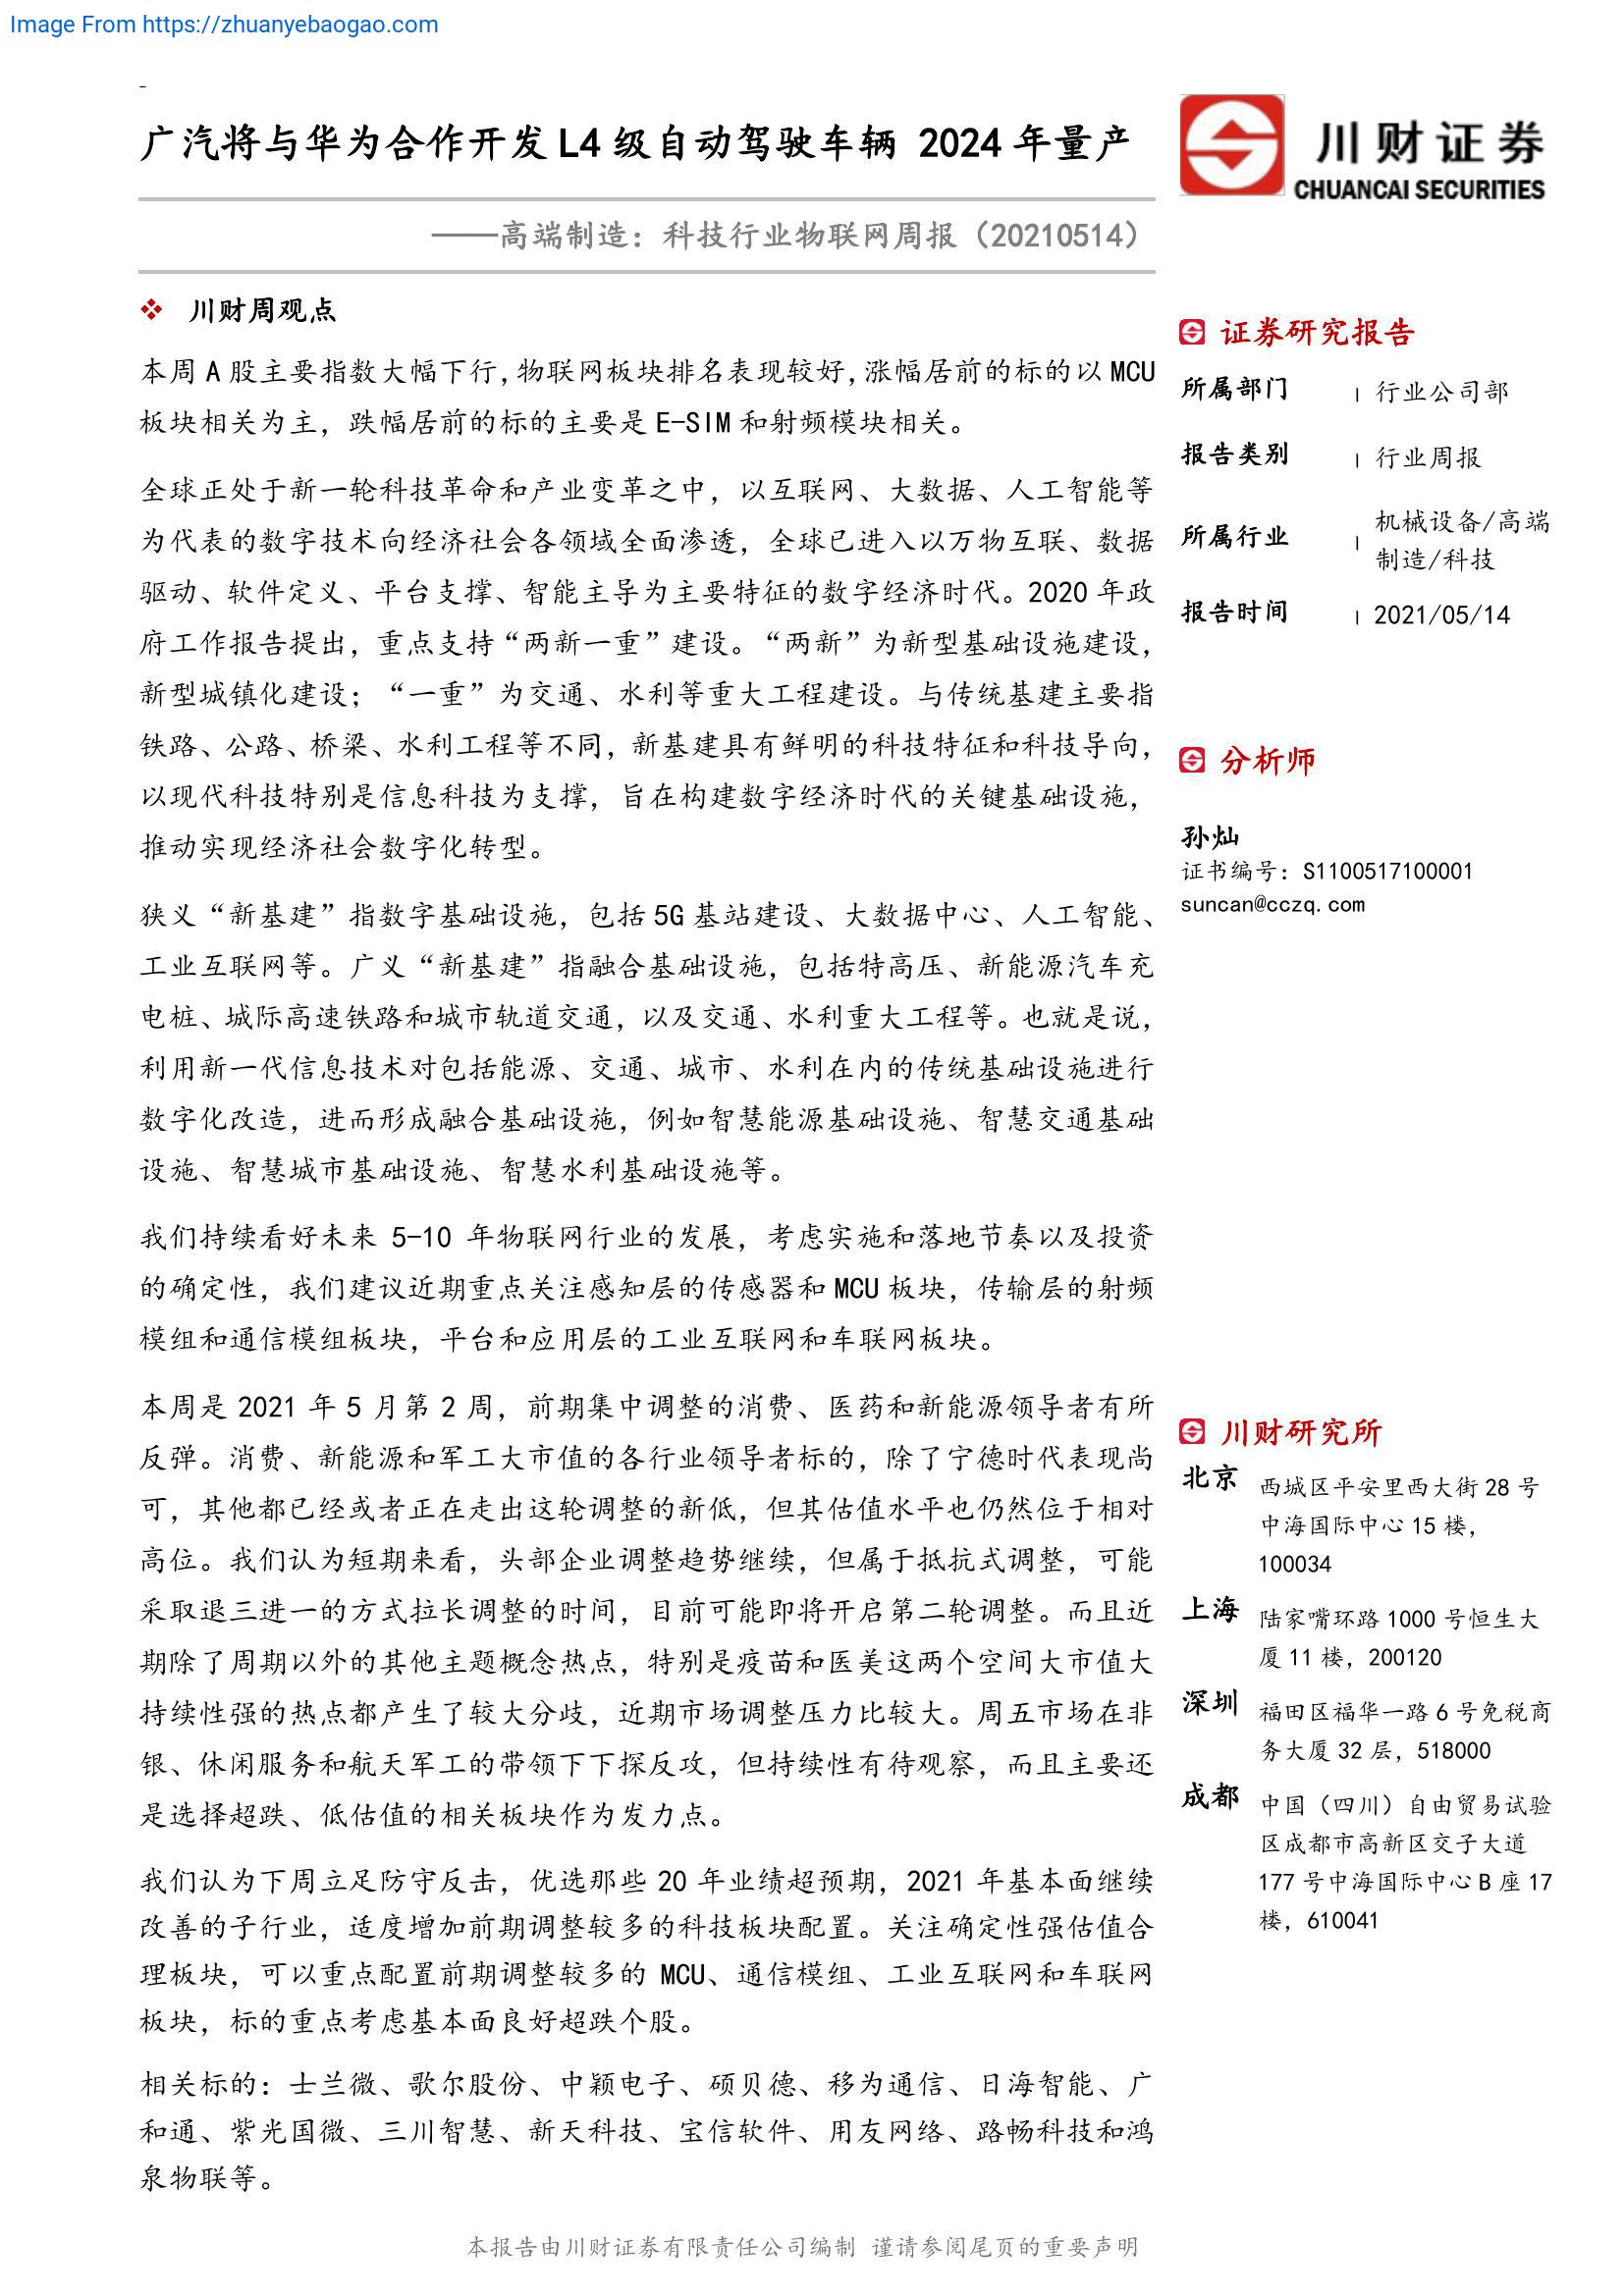 Image From https://zhuanyebaogao.com
-
广汽将与华为合作开发 L4 级自动驾驶车辆 2024 年量产
川财证券
CHUANCAI SECURITIES
——高端制造：科技行业物联网周报（20210514）
❖ 川财周观点
本周 A 股主要指数大幅下行，物联网板块排名表现较好，涨幅居前的标的以 MCU
板块相关为主，跌幅居前的标的主要是 E-SIM 和射频模块相关。
全球正处于新一轮科技革命和产业变革之中，以互联网、大数据、人工智能等
为代表的数字技术向经济社会各领域全面渗透，全球已进入以万物互联、数据
驱动、软件定义、平台支撑、智能主导为主要特征的数字经济时代。2020 年政
府工作报告提出，重点支持“两新一重”建设。“两新”为新型基础设施建设，
新型城镇化建设；“一重”为交通、水利等重大工程建设。与传统基建主要指
铁路、公路、桥梁、水利工程等不同，新基建具有鲜明的科技特征和科技导向，
以现代科技特别是信息科技为支撑，旨在构建数字经济时代的关键基础设施，
推动实现经济社会数字化转型。
狭义“新基建”指数字基础设施，包括 5G 基站建设、大数据中心、人工智能、
工业互联网等。广义“新基建”指融合基础设施，包括特高压、新能源汽车充
电桩、城际高速铁路和城市轨道交通，以及交通、水利重大工程等。也就是说，
利用新一代信息技术对包括能源、交通、城市、水利在内的传统基础设施进行
数字化改造，进而形成融合基础设施，例如智慧能源基础设施、智慧交通基础
设施、智慧城市基础设施、智慧水利基础设施等。
我们持续看好未来 5-10 年物联网行业的发展，考虑实施和落地节奏以及投资
的确定性，我们建议近期重点关注感知层的传感器和 MCU 板块，传输层的射频
模组和通信模组板块，平台和应用层的工业互联网和车联网板块。
本周是 2021 年 5 月第 2 周，前期集中调整的消费、医药和新能源领导者有所
反弹。消费、新能源和军工大市值的各行业领导者标的，除了宁德时代表现尚
可，其他都已经或者正在走出这轮调整的新低，但其估值水平也仍然位于相对
高位。我们认为短期来看，头部企业调整趋势继续，但属于抵抗式调整，可能
采取退三进一的方式拉长调整的时间，目前可能即将开启第二轮调整。而且近
期除了周期以外的其他主题概念热点，特别是疫苗和医美这两个空间大市值大
持续性强的热点都产生了较大分歧，近期市场调整压力比较大。周五市场在非
银、休闲服务和航天军工的带领下下探反攻，但持续性有待观察，而且主要还
是选择超跌、低估值的相关板块作为发力点。
我们认为下周立足防守反击，优选那些 20 年业绩超预期，2021 年基本面继续
改善的子行业，适度增加前期调整较多的科技板块配置。关注确定性强估值合
理板块，可以重点配置前期调整较多的 MCU、通信模组、工业互联网和车联网
板块，标的重点考虑基本面良好超跌个股。
相关标的：士兰微、歌尔股份、中颖电子、硕贝德、移为通信、日海智能、广
和通、紫光国微、三川智慧、新天科技、宝信软件、用友网络、路畅科技和鸿
泉物联等。
证券研究报告
所属部门 | 行业公司部
报告类别 | 行业周报
所属行业 | 机械设备/高端
制造/科技
报告时间 | 2021/05/14
分析师
孙灿
证书编号：S1100517100001
suncan@cczq.com
川财研究所
北京 西城区平安里西大街 28 号
中海国际中心 15 楼，
100034
上海 陆家嘴环路 1000 号恒生大
厦 11 楼，200120
深圳 福田区福华一路 6 号免税商
务大厦 32 层，518000
成都 中国（四川）自由贸易试验
区成都市高新区交子大道
177 号中海国际中心 B 座 17
楼，610041
本报告由川财证券有限责任公司编制 谨请参阅尾页的重要声明